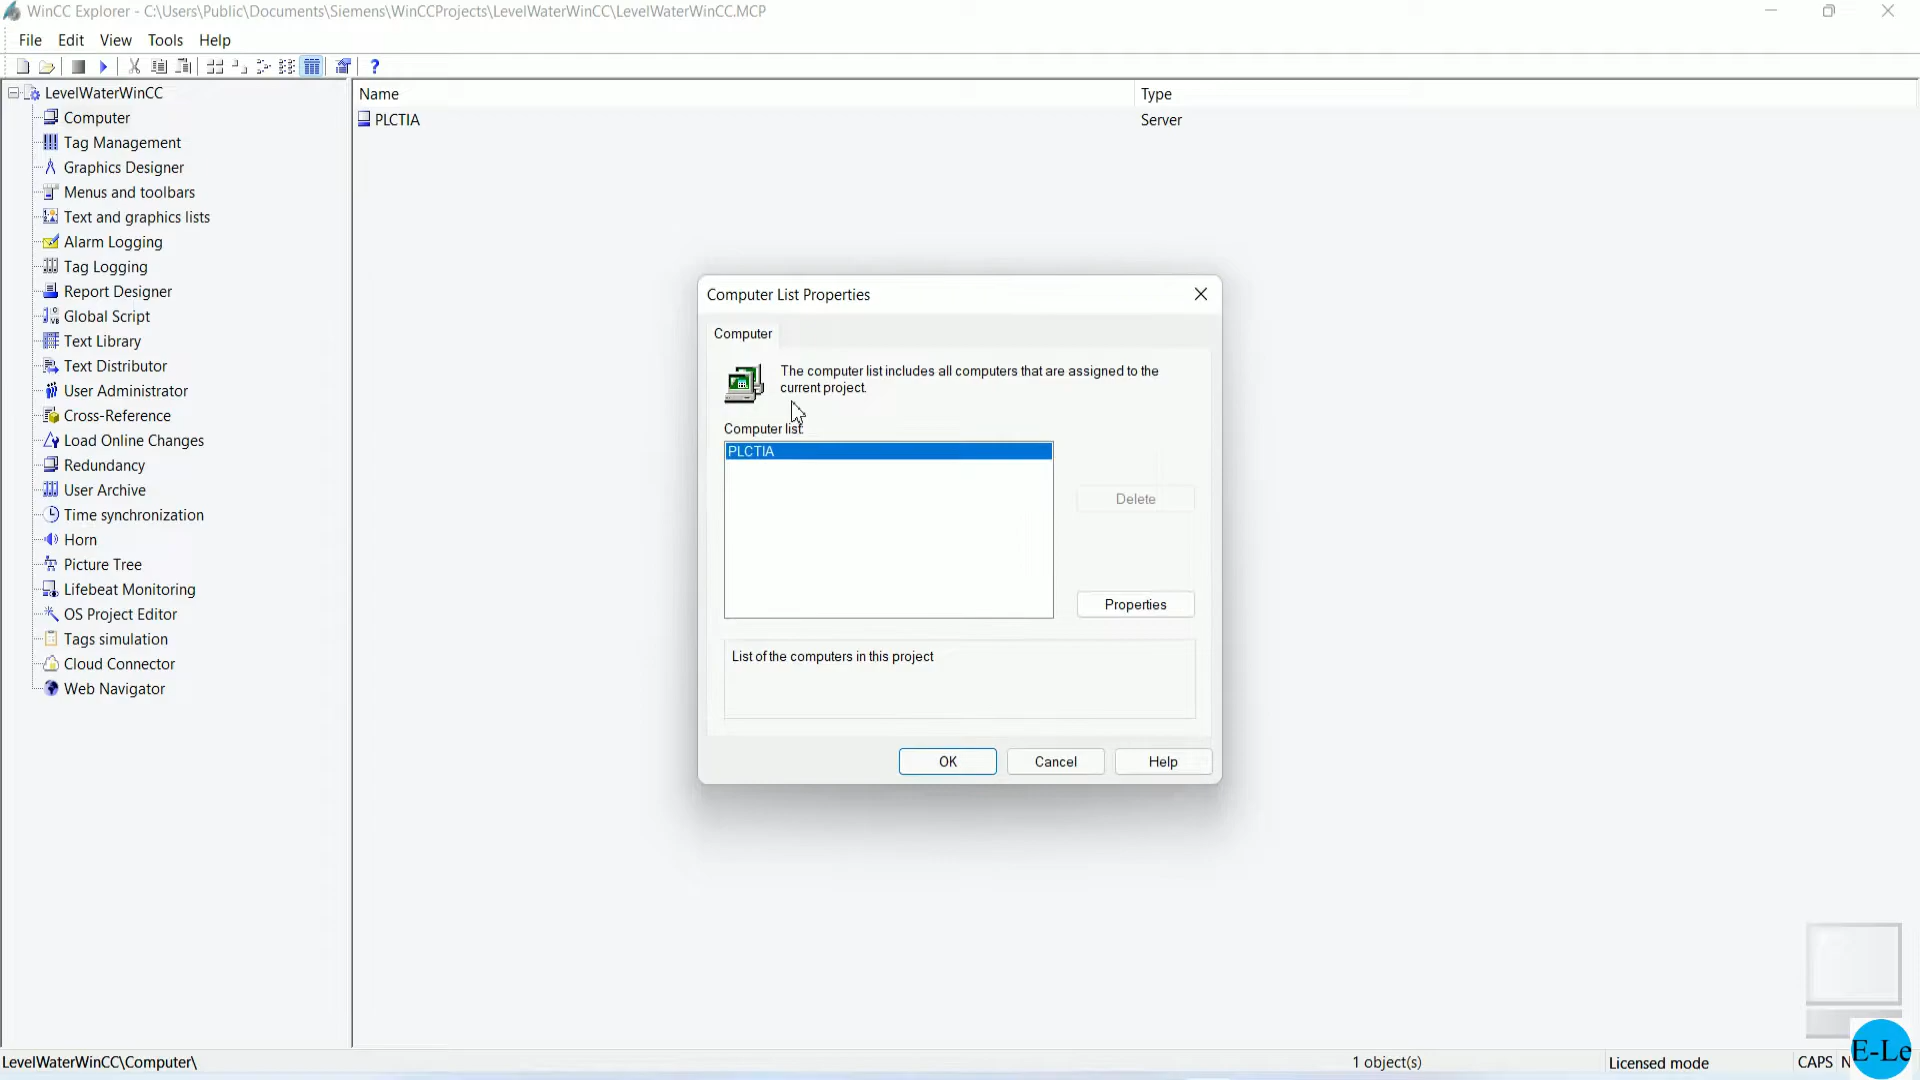 WinCC Explorer - C:\Users\Public\Documents\Siemens\WinCCProjects\LevelWaterWinCC\LevelWaterWinCC.MCP
File Edit View Tools Help
LevelWaterWinCC
Computer
Tag Management
Graphics Designer
Menus and toolbars
Text and graphics lists
Alarm Logging
Tag Logging
Report Designer
Global Script
Text Library
Text Distributor
User Administrator
Cross-Reference
Load Online Changes
Redundancy
User Archive
Time synchronization
Horn
Picture Tree
Lifebeat Monitoring
OS Project Editor
Tags simulation
Cloud Connector
Web Navigator
Name Type
PLCTIA Server
Computer List Properties
Computer
The computer list includes all computers that are assigned to the
current project.
Computer list:
PLCTIA
Delete
Properties
List of the computers in this project
OK Cancel Help
LevelWaterWinCC\Computer\ 1 object(s) Licensed mode CAPS N
E-Le